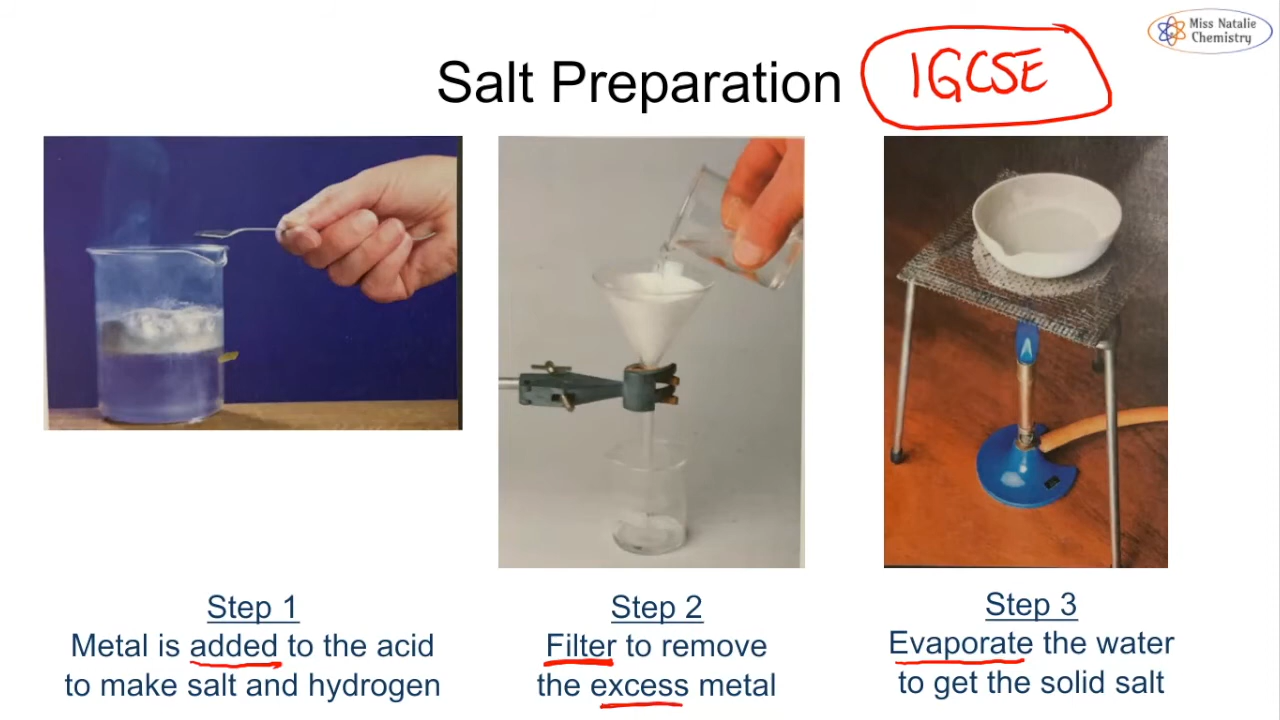 Miss Natalie
Chemistry
Salt Preparation IGCSE
Step 1
Metal is added to the acid
to make salt and hydrogen
Step 2
Filter to remove
the excess metal
Step 3
Evaporate the water
to get the solid salt